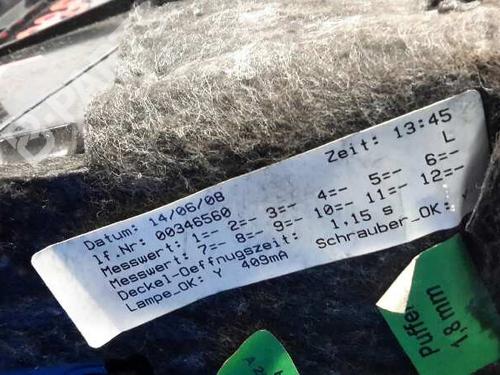 Datum: 14/06/08 Zeit: 13:45
lf.Nr: 00346560 L
Messwert: 1=- 2=- 3=- 4=- 5=- 6=-
Messwert: 7=- 8=- 9=- 10=- 11=- 12=-
Deckel-Oeffnugszeit: 1,15 s
Lampe_OK: Y 409mA Schrauber_OK: Y
Puffer
1,8 mm
A 2